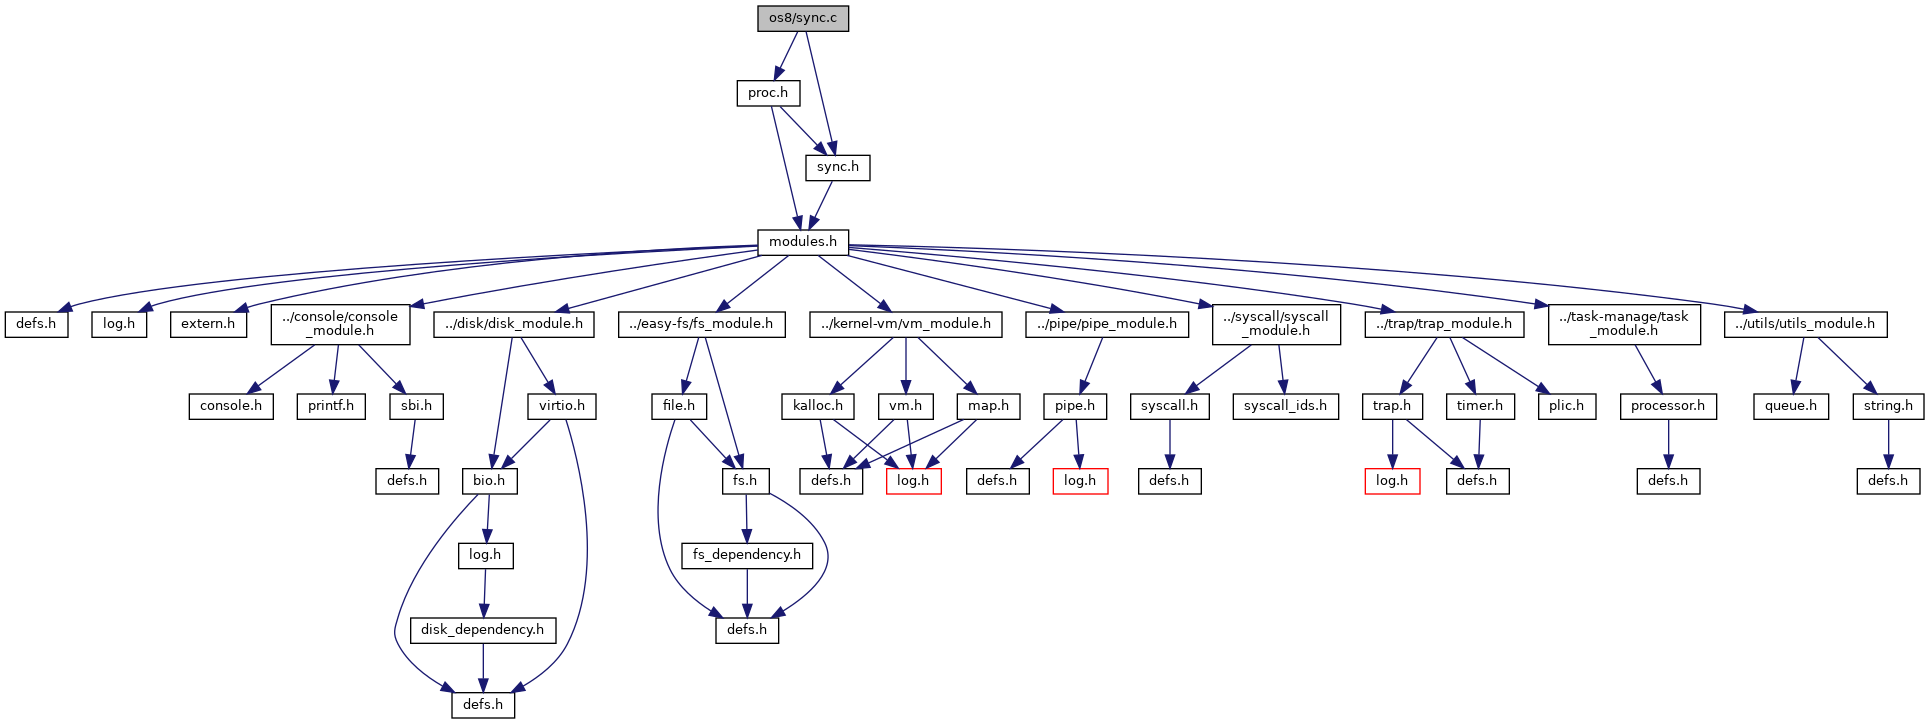 os8/sync.c
proc.h
sync.h
modules.h
defs.h
log.h
extern.h
../console/console
_module.h
../disk/disk_module.h
../easy-fs/fs_module.h
../kernel-vm/vm_module.h
../pipe/pipe_module.h
../syscall/syscall
_module.h
../trap/trap_module.h
../task-manage/task
_module.h
../utils/utils_module.h
console.h
printf.h
sbi.h
virtio.h
file.h
kalloc.h
vm.h
map.h
pipe.h
syscall.h
syscall_ids.h
trap.h
timer.h
plic.h
processor.h
queue.h
string.h
defs.h
bio.h
fs.h
defs.h
log.h
defs.h
log.h
defs.h
log.h
defs.h
defs.h
defs.h
log.h
fs_dependency.h
disk_dependency.h
defs.h
defs.h